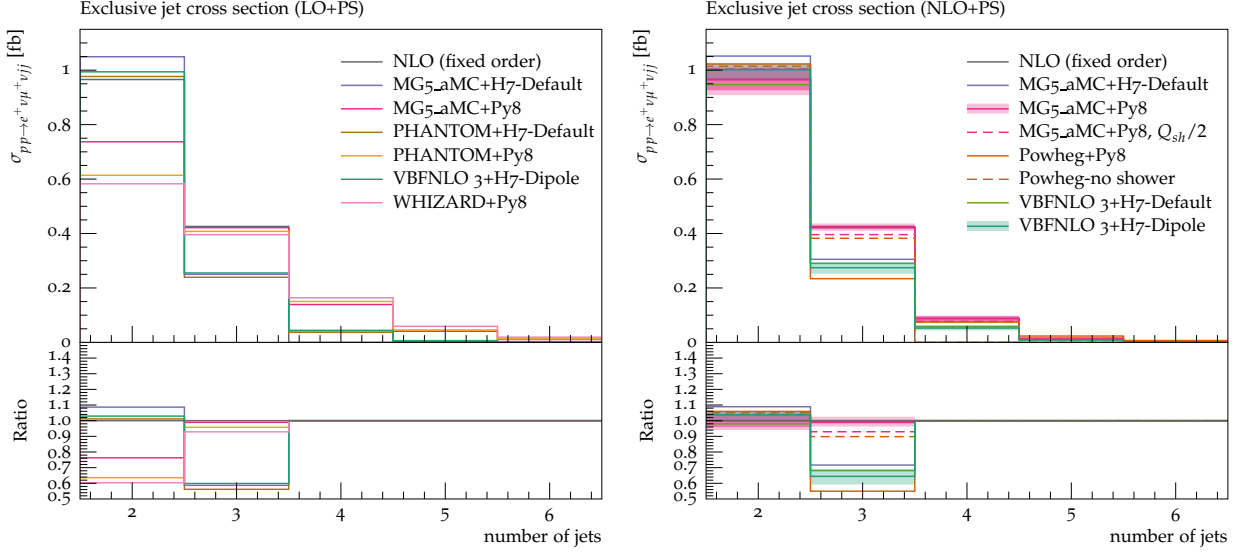 Exclusive jet cross section (LO+PS)
σ_{pp→e⁺νμ⁺νjj} [fb]
NLO (fixed order)
MG5_aMC+H7-Default
MG5_aMC+Py8
PHANTOM+H7-Default
PHANTOM+Py8
VBFNLO 3+H7-Dipole
WHIZARD+Py8
1
0.8
0.6
0.4
0.2
0
Ratio
1.4
1.3
1.2
1.1
1.0
0.9
0.8
0.7
0.6
0.5
2 3 4 5 6
number of jets
Exclusive jet cross section (NLO+PS)
σ_{pp→e⁺νμ⁺νjj} [fb]
NLO (fixed order)
MG5_aMC+H7-Default
MG5_aMC+Py8
MG5_aMC+Py8, Q_{sh}/2
Powheg+Py8
Powheg-no shower
VBFNLO 3+H7-Default
VBFNLO 3+H7-Dipole
1
0.8
0.6
0.4
0.2
0
Ratio
1.4
1.3
1.2
1.1
1.0
0.9
0.8
0.7
0.6
0.5
2 3 4 5 6
number of jets